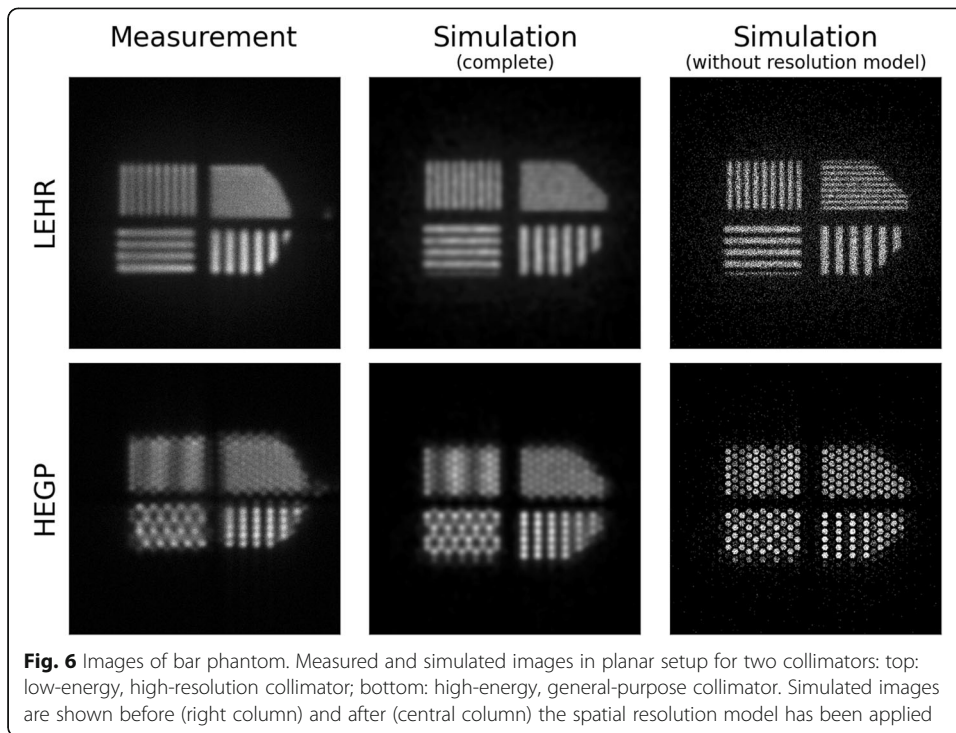 Measurement
Simulation
(complete)
Simulation
(without resolution model)
LEHR
HEGP
Fig. 6 Images of bar phantom. Measured and simulated images in planar setup for two collimators: top:
low-energy, high-resolution collimator; bottom: high-energy, general-purpose collimator. Simulated images
are shown before (right column) and after (central column) the spatial resolution model has been applied